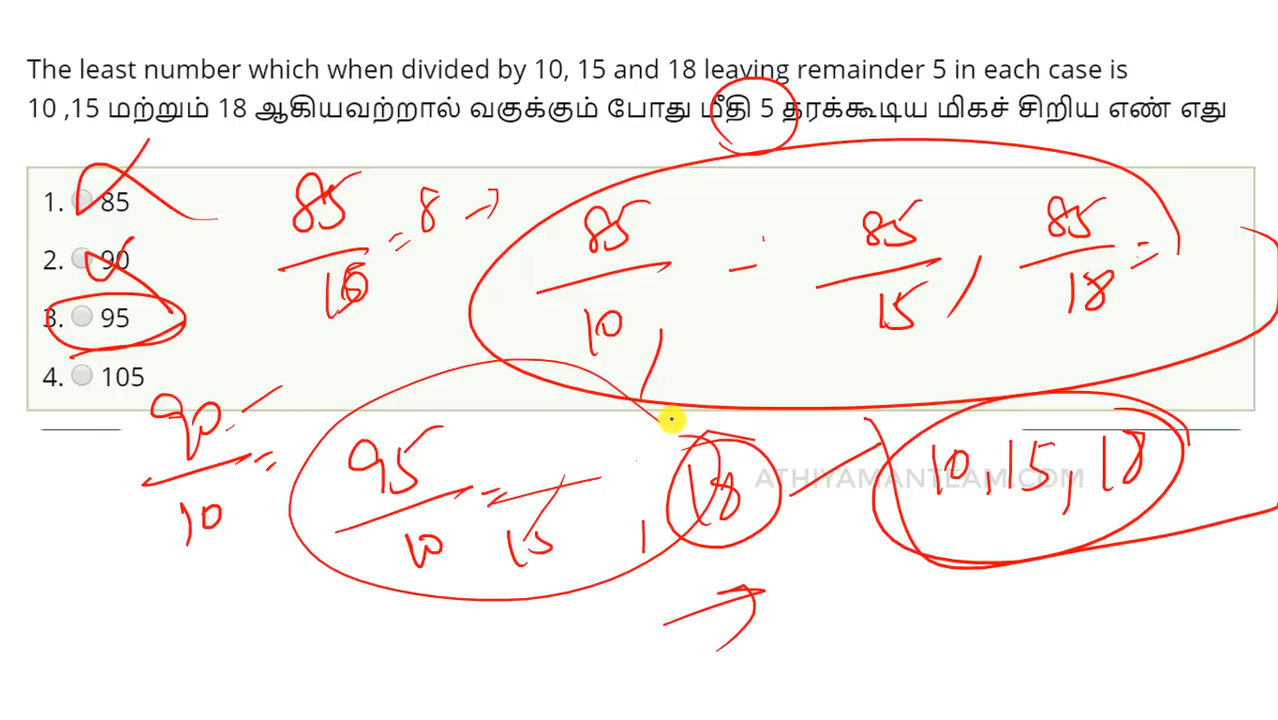 The least number which when divided by 10, 15 and 18 leaving remainder 5 in each case is
10 ,15 மற்றும் 18 ஆகியவற்றால் வகுக்கும் போது மீதி 5 தரக்கூடிய மிகச் சிறிய எண் எது
1. 85
2. 90
3. 95
4. 105
85 = 8
85 / 10 , 85 / 15 , 85 / 18 =
90 / 10 =
95 / 10 = 15 , 18
10, 15, 18
ATHIYAMANTEAM.COM